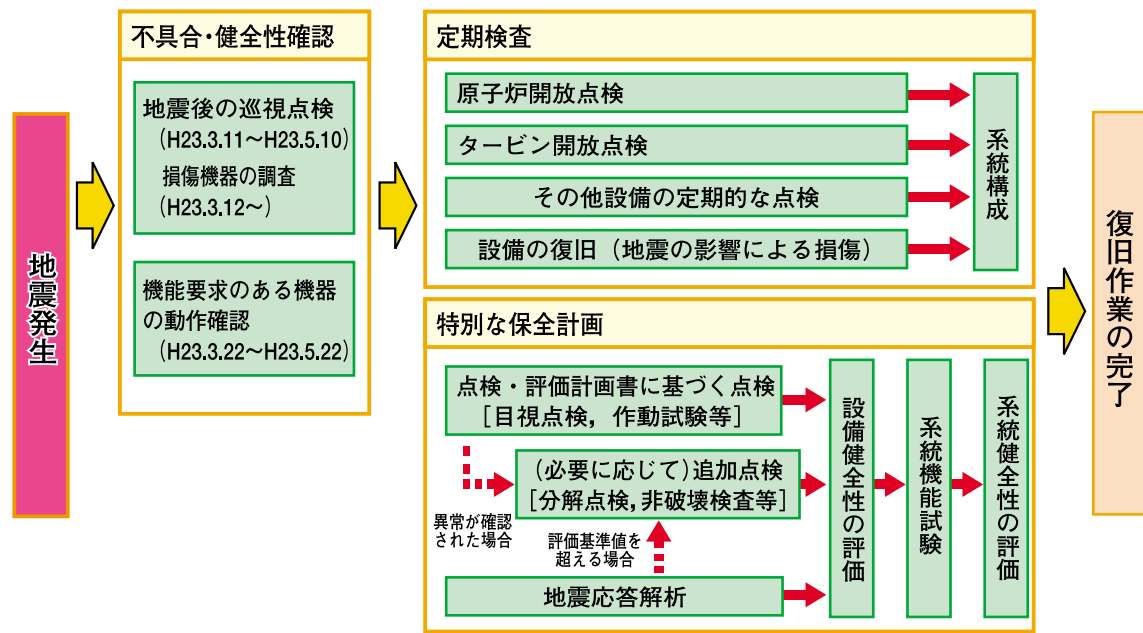 地震発生
不具合・健全性確認
地震後の巡視点検
(H23.3.11～H23.5.10)
損傷機器の調査
(H23.3.12～)
機能要求のある機器
の動作確認
(H23.3.22～H23.5.22)
定期検査
原子炉開放点検
タービン開放点検
その他設備の定期的な点検
設備の復旧（地震の影響による損傷）
系統構成
特別な保全計画
点検・評価計画書に基づく点検
[目視点検，作動試験等]
(必要に応じて)追加点検
[分解点検，非破壊検査等]
異常が確認
された場合
評価基準値を
超える場合
地震応答解析
設備健全性の評価
系統機能試験
系統健全性の評価
復旧作業の完了